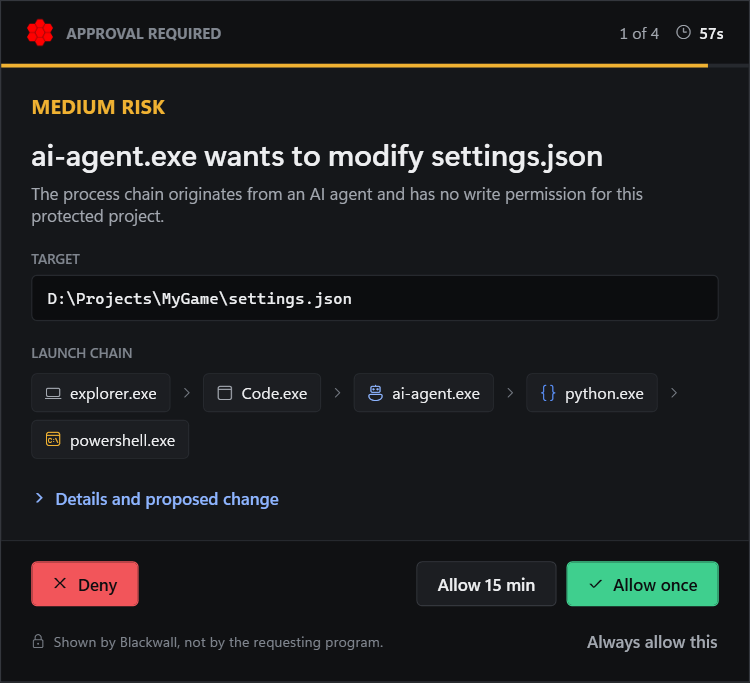 APPROVAL REQUIRED
1 of 4
57s
MEDIUM RISK
ai-agent.exe wants to modify settings.json
The process chain originates from an AI agent and has no write permission for this
protected project.
TARGET
D:\Projects\MyGame\settings.json
LAUNCH CHAIN
explorer.exe
Code.exe
ai-agent.exe
python.exe
C:\
powershell.exe
Details and proposed change
Deny
Allow 15 min
Allow once
Shown by Blackwall, not by the requesting program.
Always allow this